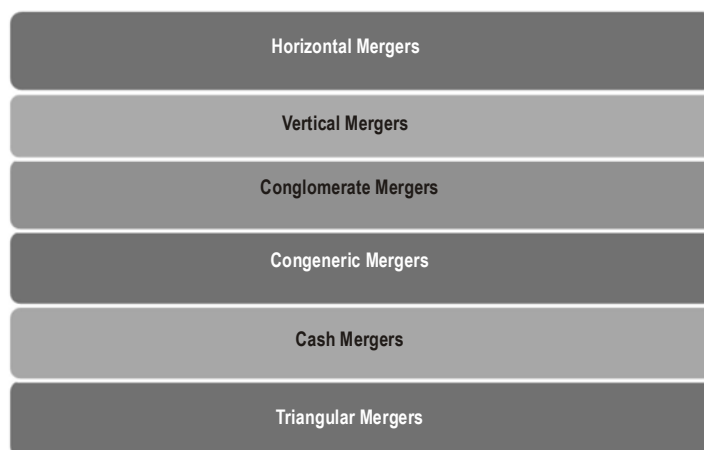 Horizontal Mergers
Vertical Mergers
Conglomerate Mergers
Congeneric Mergers
Cash Mergers
Triangular Mergers